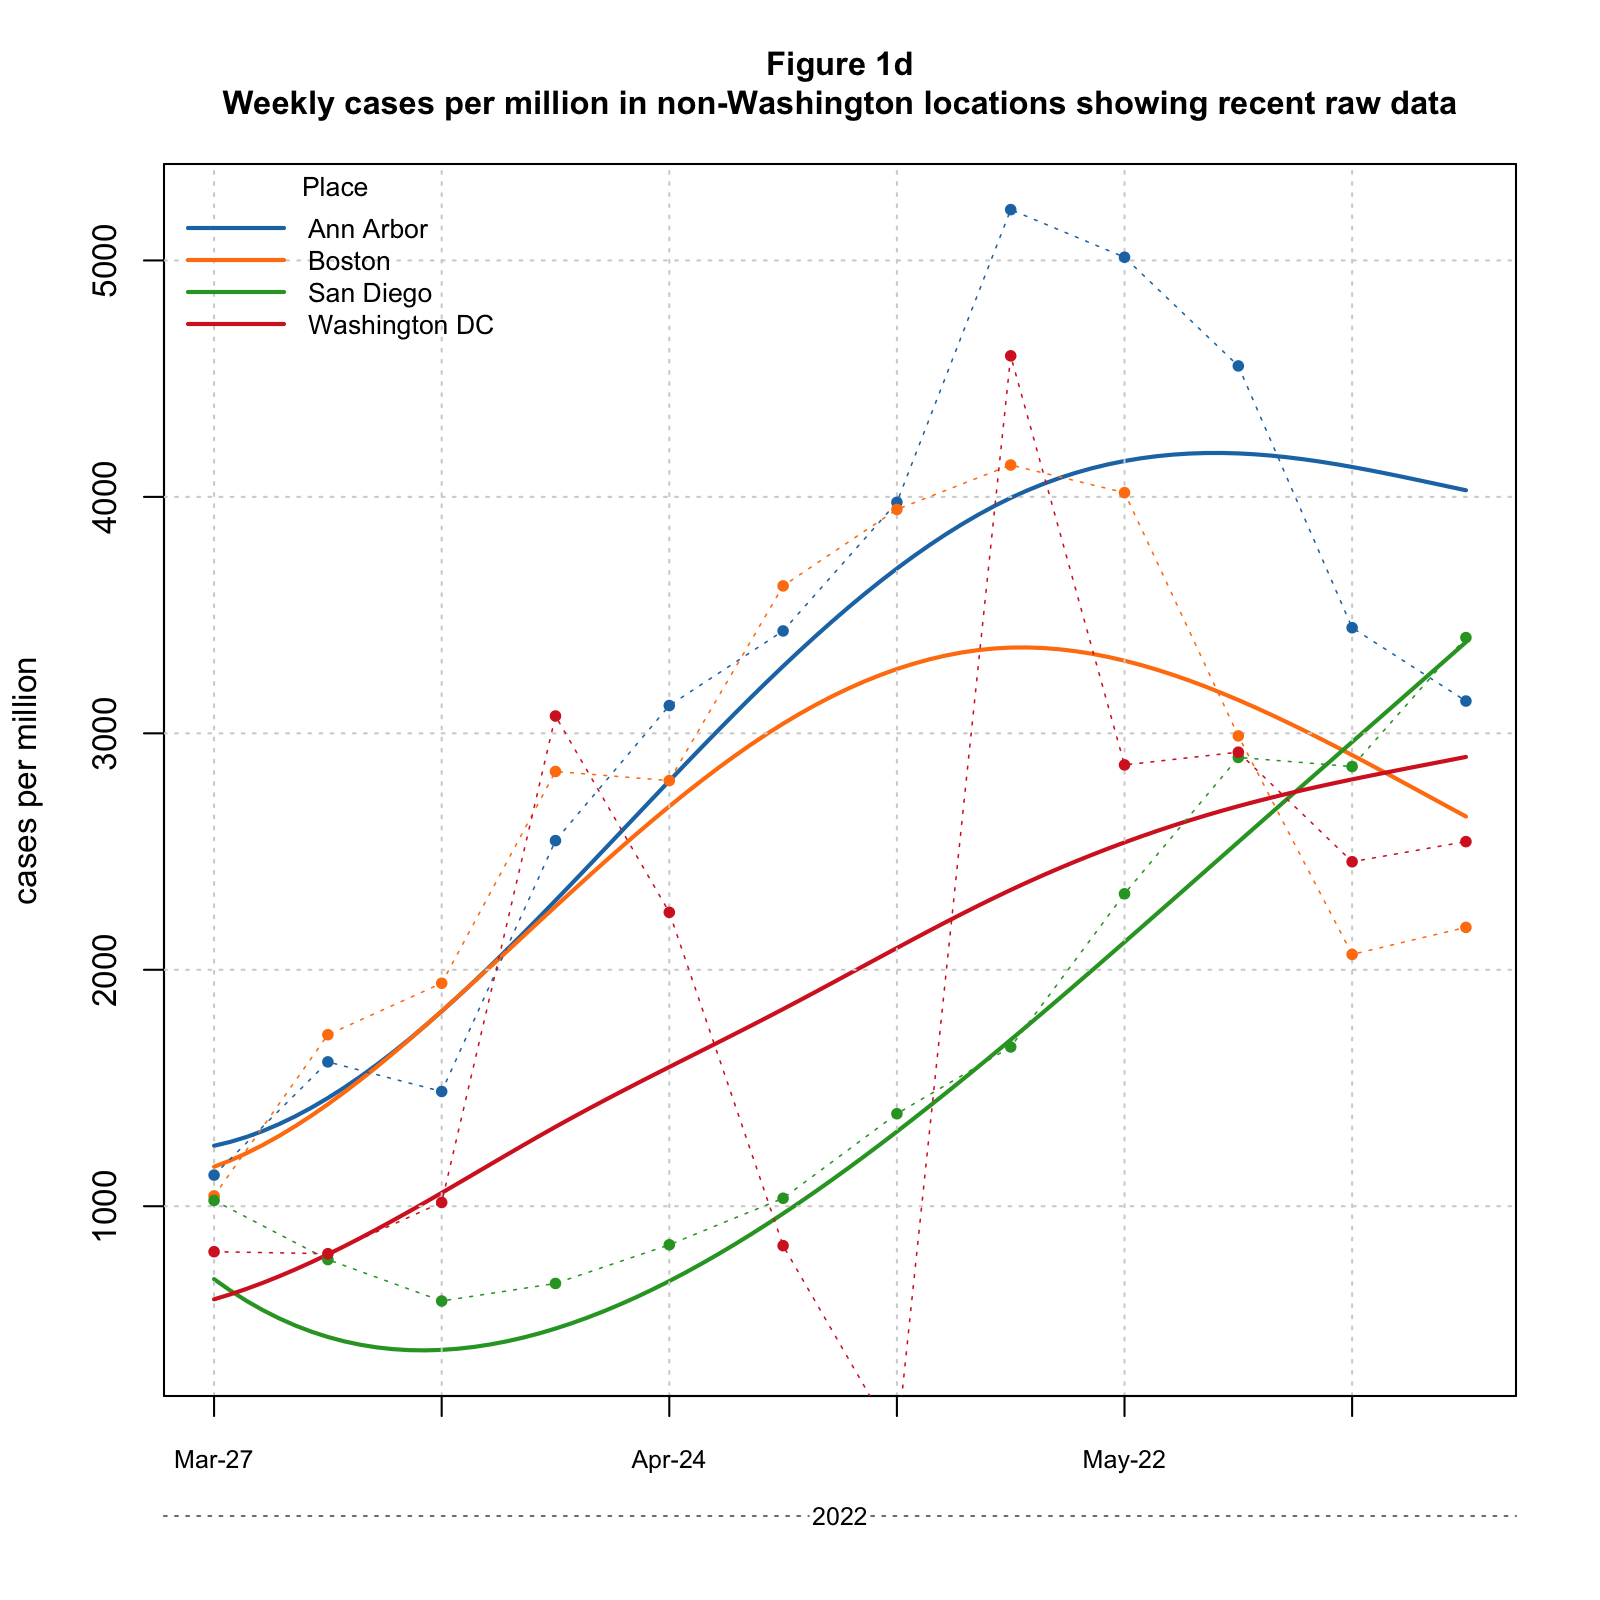 Figure 1d
Weekly cases per million in non-Washington locations showing recent raw data
Place
Ann Arbor
Boston
San Diego
Washington DC
cases per million
5000
4000
3000
2000
1000
Mar-27
Apr-24
May-22
2022